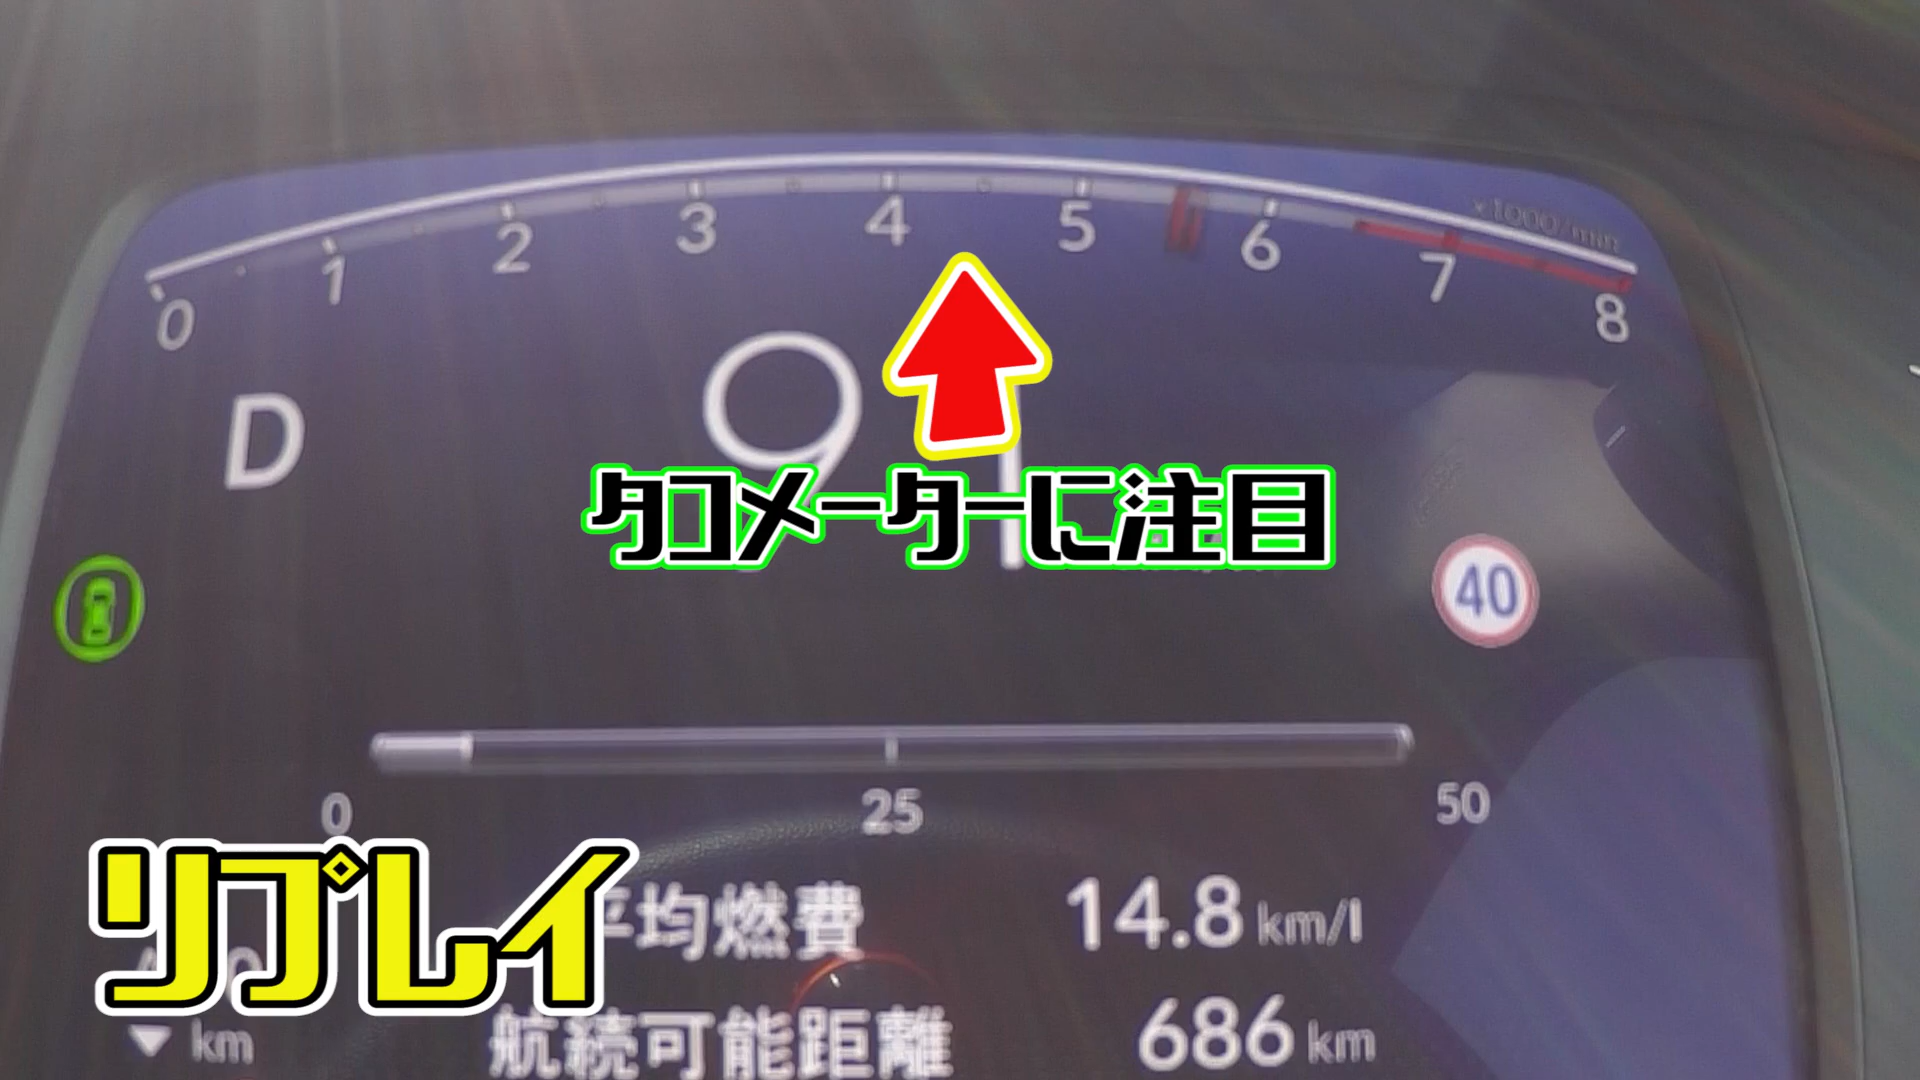 0 1 2 3 4 5 6 7 8
×1000/min
D
91
タコメーターに注目
40
0 25 50
リプレイ
平均燃費 14.8 km/l
km
航続可能距離 686 km